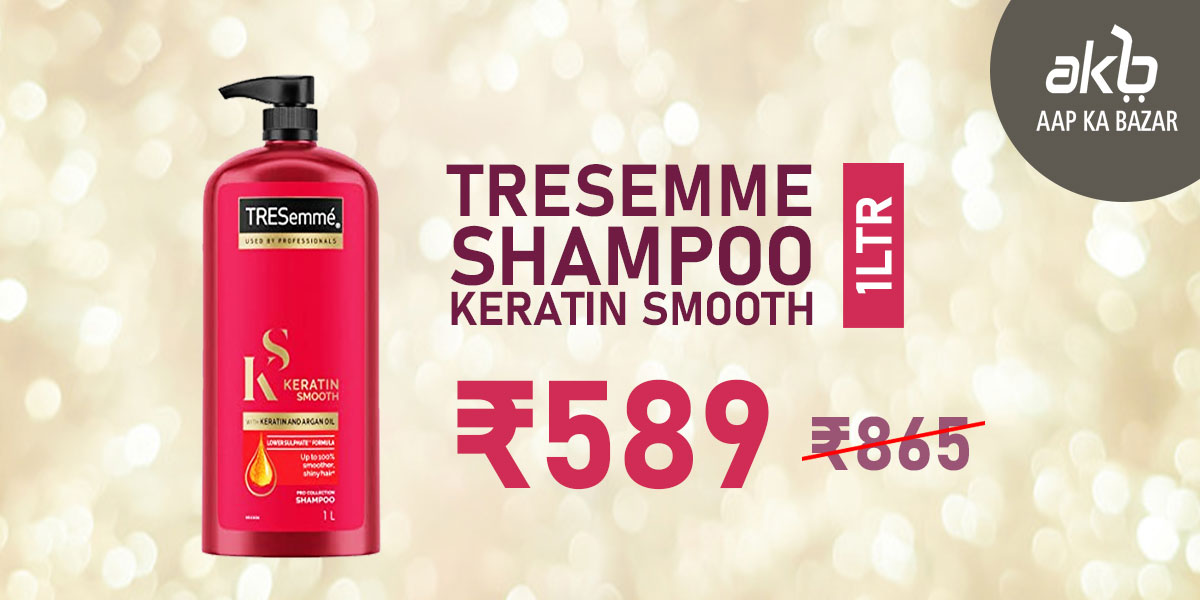 akb
AAP KA BAZAR
TRESEMME
SHAMPOO
KERATIN SMOOTH
1LTR
₹589
₹865
TRESemmé
USED BY PROFESSIONALS
KS
KERATIN
SMOOTH
WITH KERATIN AND ARGAN OIL
LOWER SULPHATE** FORMULA
Up to 100%
smoother,
shiny hair*
PRO COLLECTION
SHAMPOO
1 L